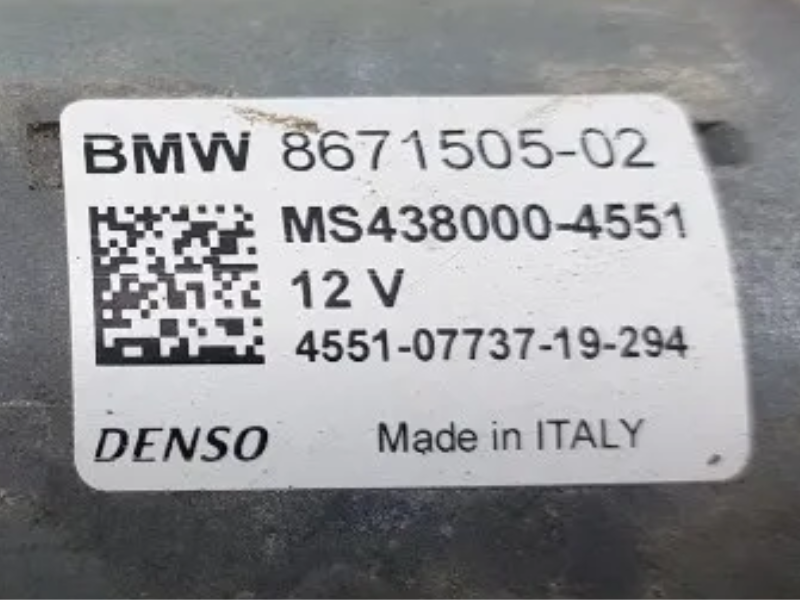 BMW 8671505-02
MS438000-4551
12 V
4551-07737-19-294
DENSO
Made in ITALY